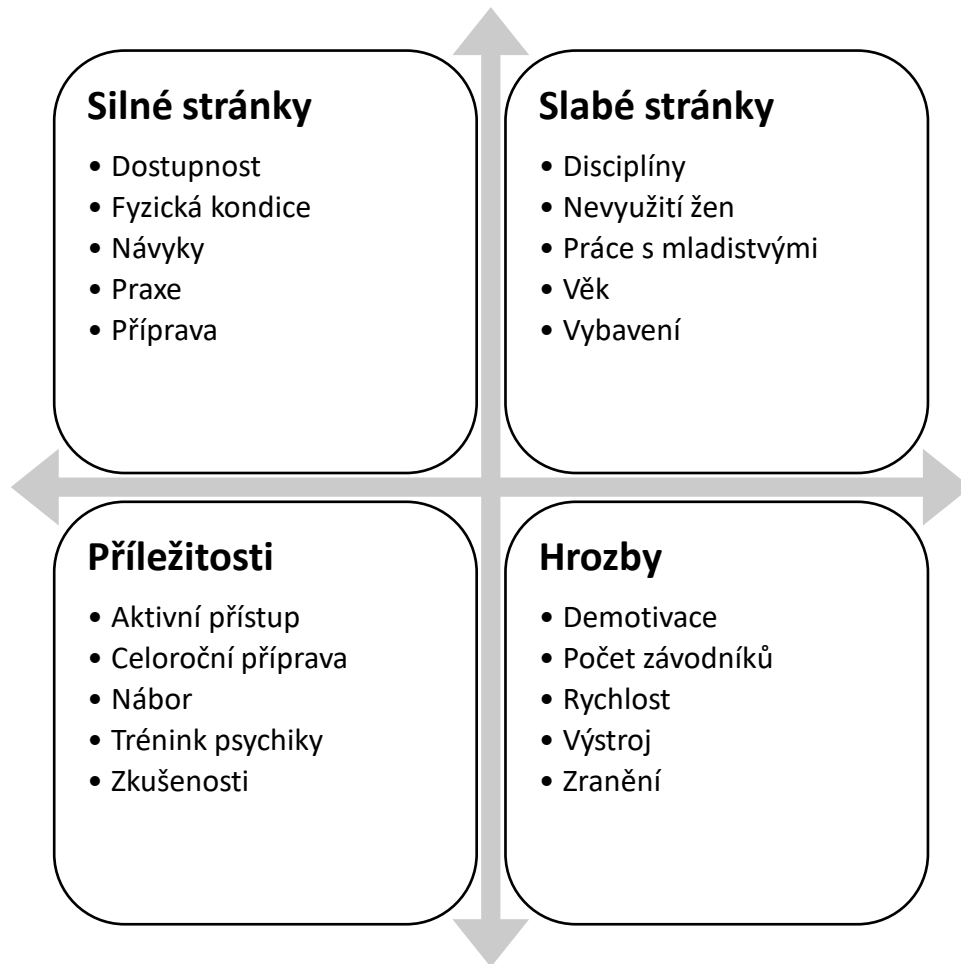 Silné stránky
• Dostupnost
• Fyzická kondice
• Návyky
• Praxe
• Příprava
Slabé stránky
• Disciplíny
• Nevyužití žen
• Práce s mladistvými
• Věk
• Vybavení
Příležitosti
• Aktivní přístup
• Celoroční příprava
• Nábor
• Trénink psychiky
• Zkušenosti
Hrozby
• Demotivace
• Počet závodníků
• Rychlost
• Výstroj
• Zranění